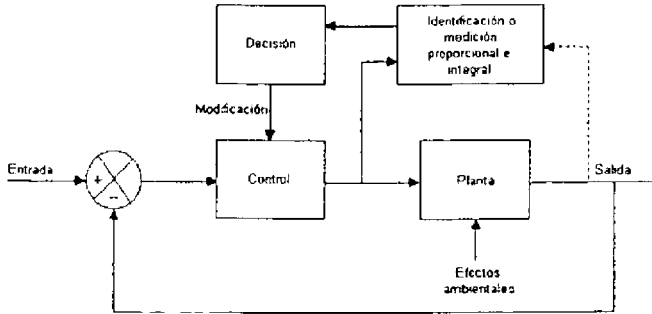 Decisión
Identificación o
medición
proporcional e
integral
Modificación
Entrada
+
−
Control
Planta
Salida
Efectos
ambientales